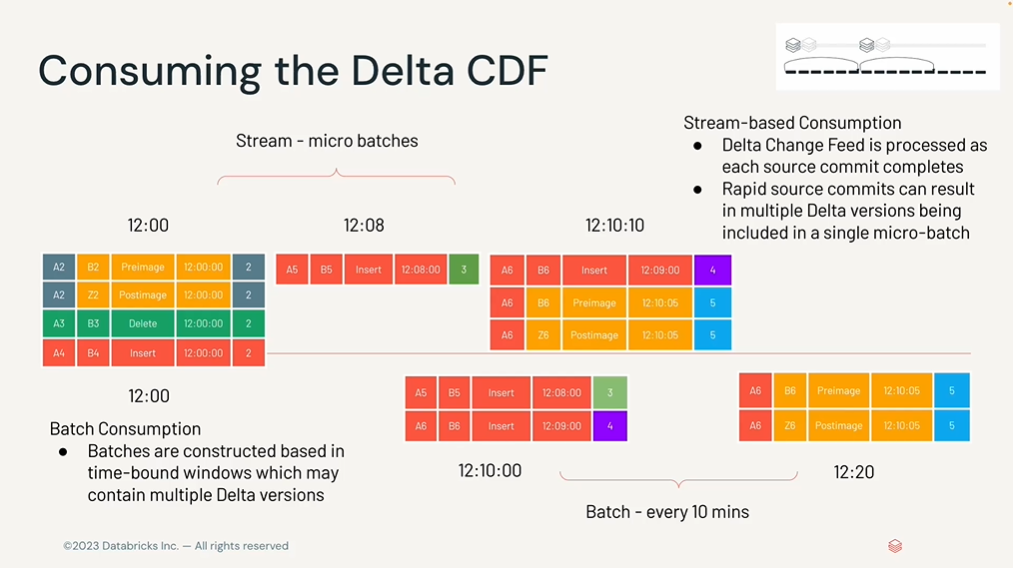 Consuming the Delta CDF
Stream - micro batches
Stream-based Consumption
● Delta Change Feed is processed as
each source commit completes
● Rapid source commits can result
in multiple Delta versions being
included in a single micro-batch
12:00
12:08
12:10:10
A2 B2 Preimage 12:00:00 2
A2 Z2 Postimage 12:00:00 2
A3 B3 Delete 12:00:00 2
A4 B4 Insert 12:00:00 2
A5 B5 Insert 12:08:00 3
A6 B6 Insert 12:09:00 4
A6 B6 Preimage 12:10:05 5
A6 Z6 Postimage 12:10:05 5
12:00
Batch Consumption
● Batches are constructed based in
time-bound windows which may
contain multiple Delta versions
A5 B5 Insert 12:08:00 3
A6 B6 Insert 12:09:00 4
12:10:00
A6 B6 Preimage 12:10:05 5
A6 Z6 Postimage 12:10:05 5
12:20
Batch - every 10 mins
©2023 Databricks Inc. — All rights reserved